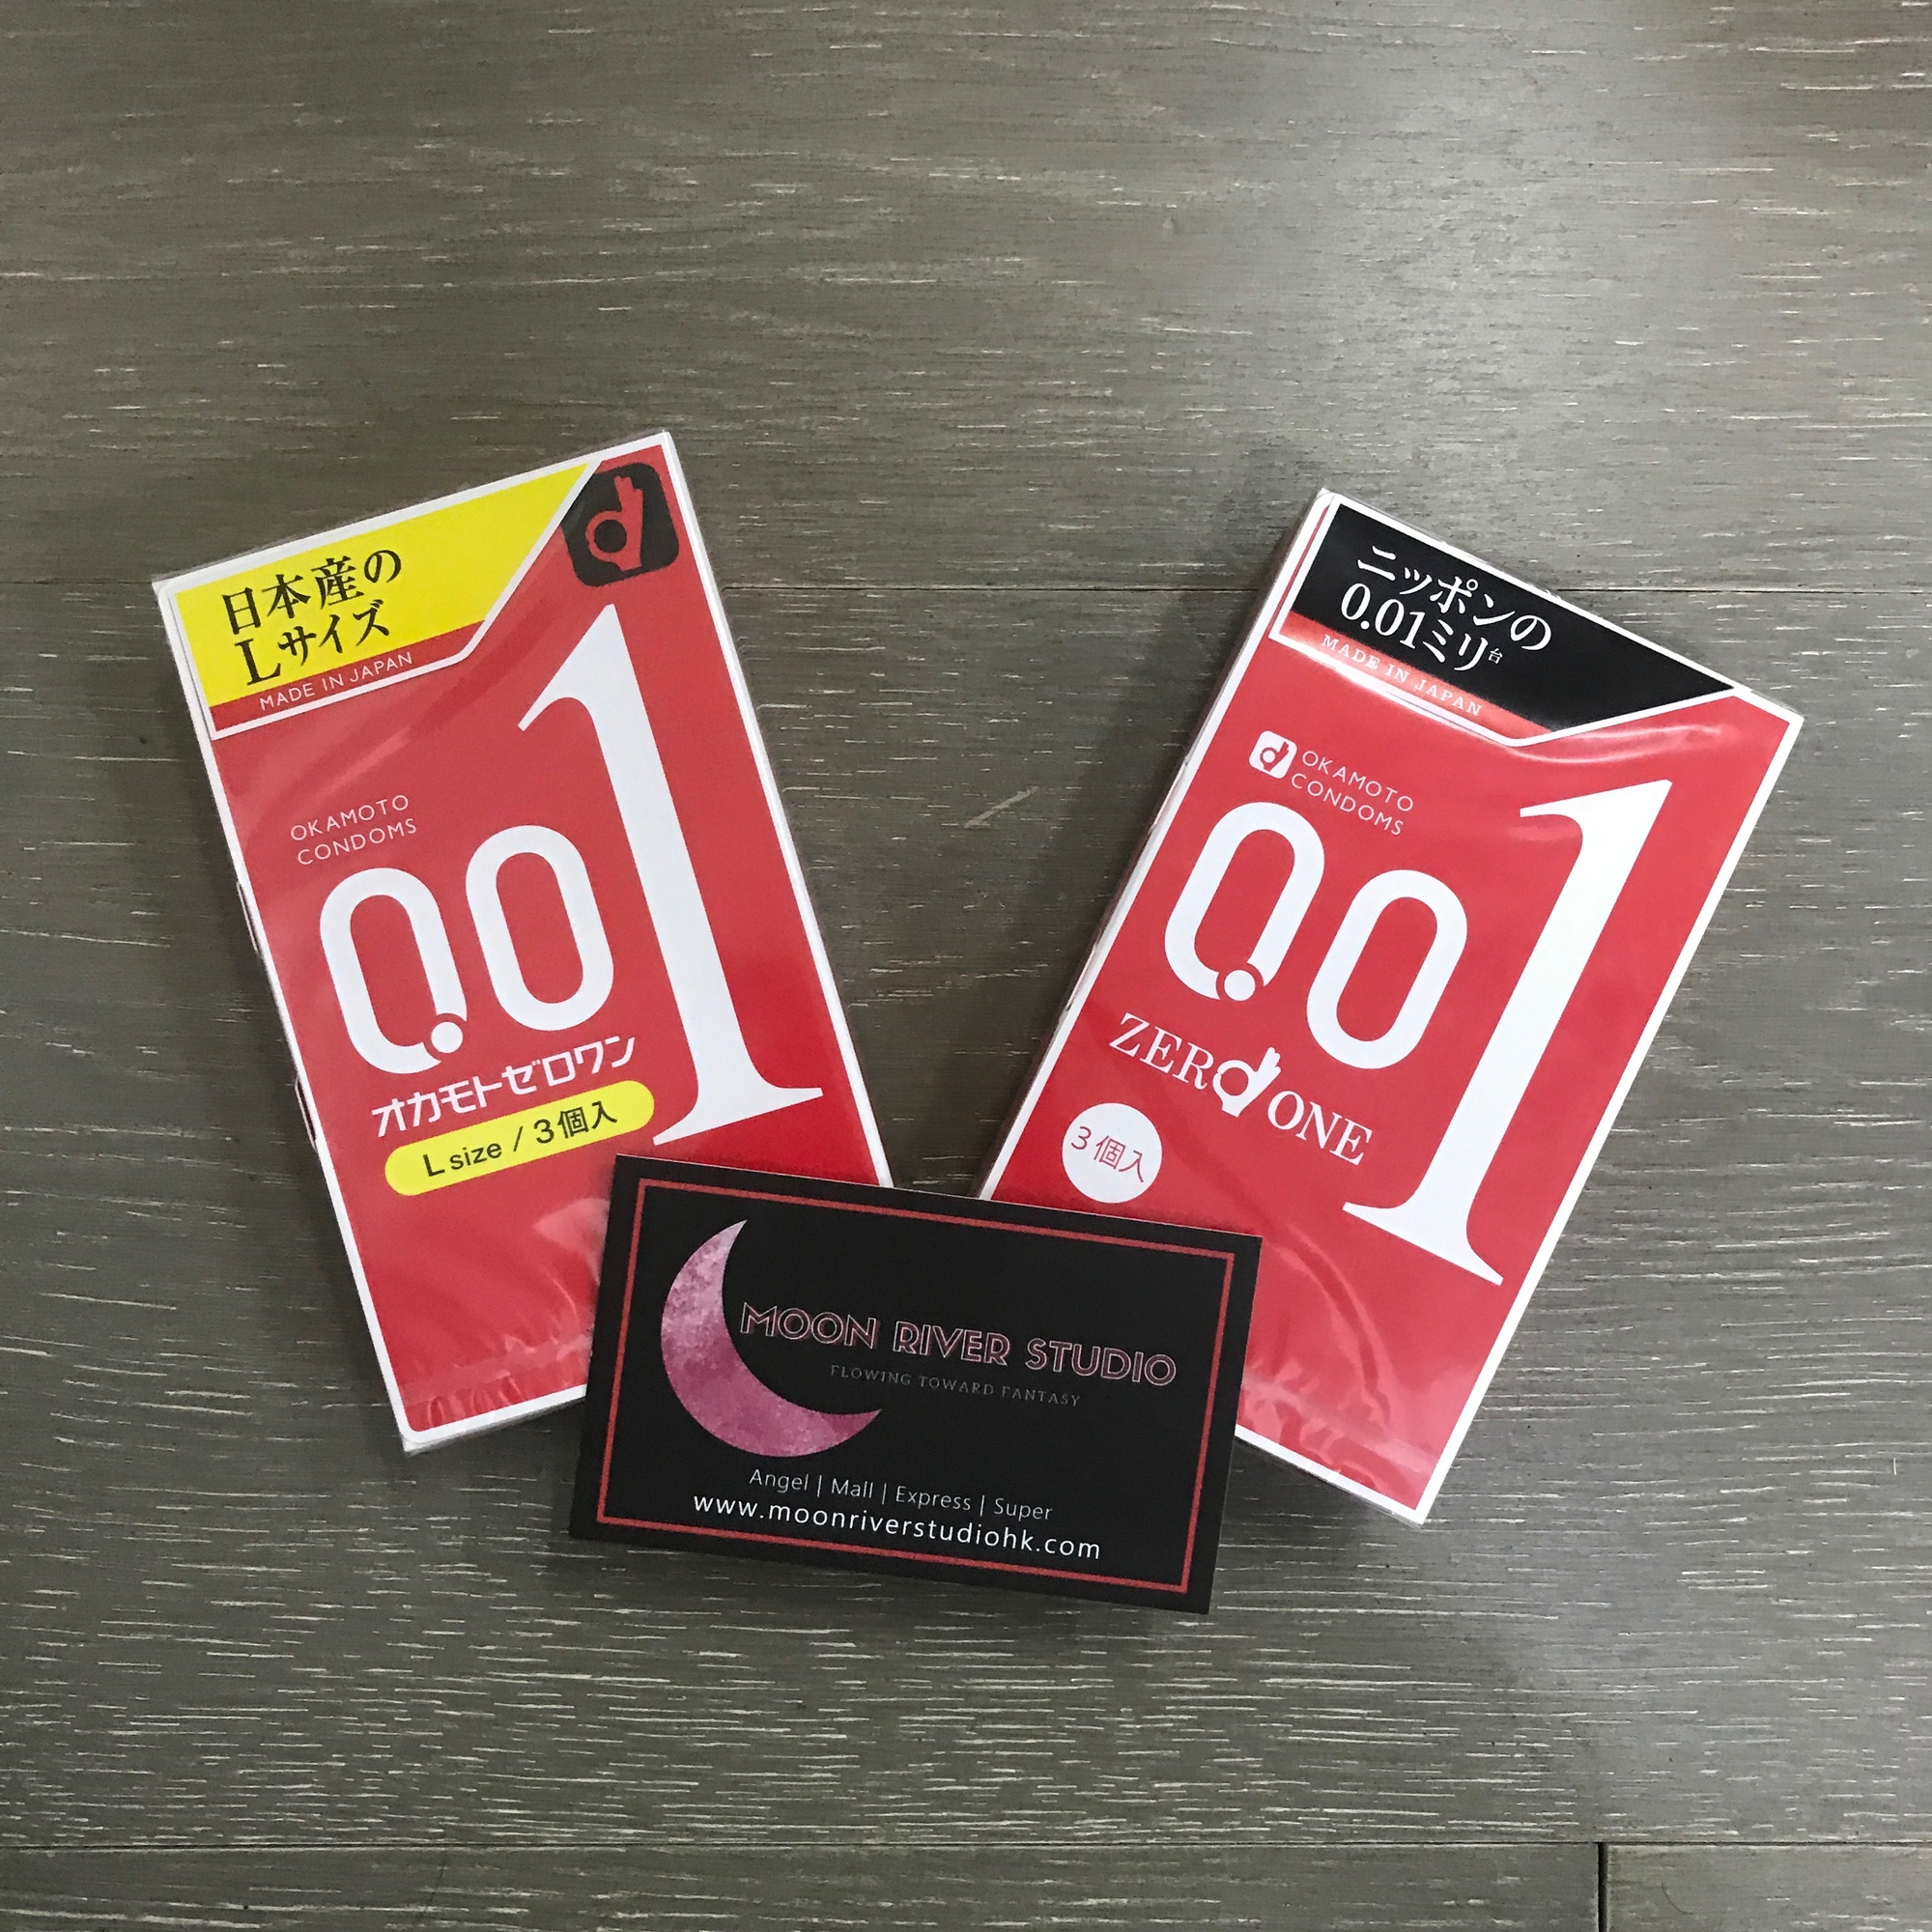 日本産の
Lサイズ
MADE IN JAPAN
OKAMOTO
CONDOMS
0.01
オカモトゼロワン
L size / 3個入
ニッポンの
0.01ミリ台
MADE IN JAPAN
OKAMOTO
CONDOMS
0.01
ZERO ONE
3個入
MOON RIVER STUDIO
FLOWING TOWARD FANTASY
Angel | Mall | Express | Super
www.moonriverstudiohk.com